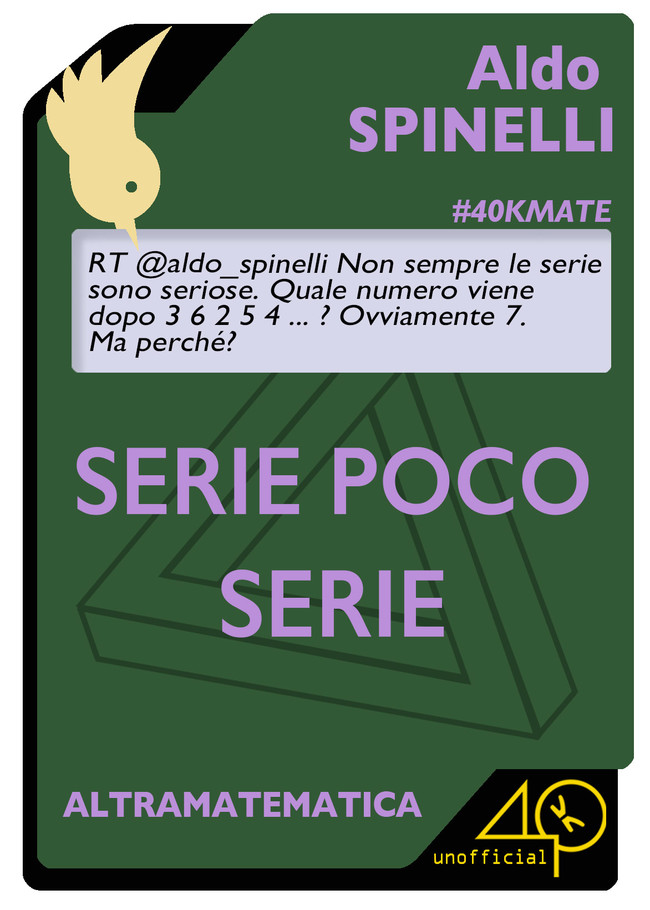 Aldo
SPINELLI
#40KMATE
RT @aldo_spinelli Non sempre le serie
sono seriose. Quale numero viene
dopo 3 6 2 5 4 ... ? Ovviamente 7.
Ma perché?
SERIE POCO
SERIE
ALTRAMATEMATICA
40K
unofficial